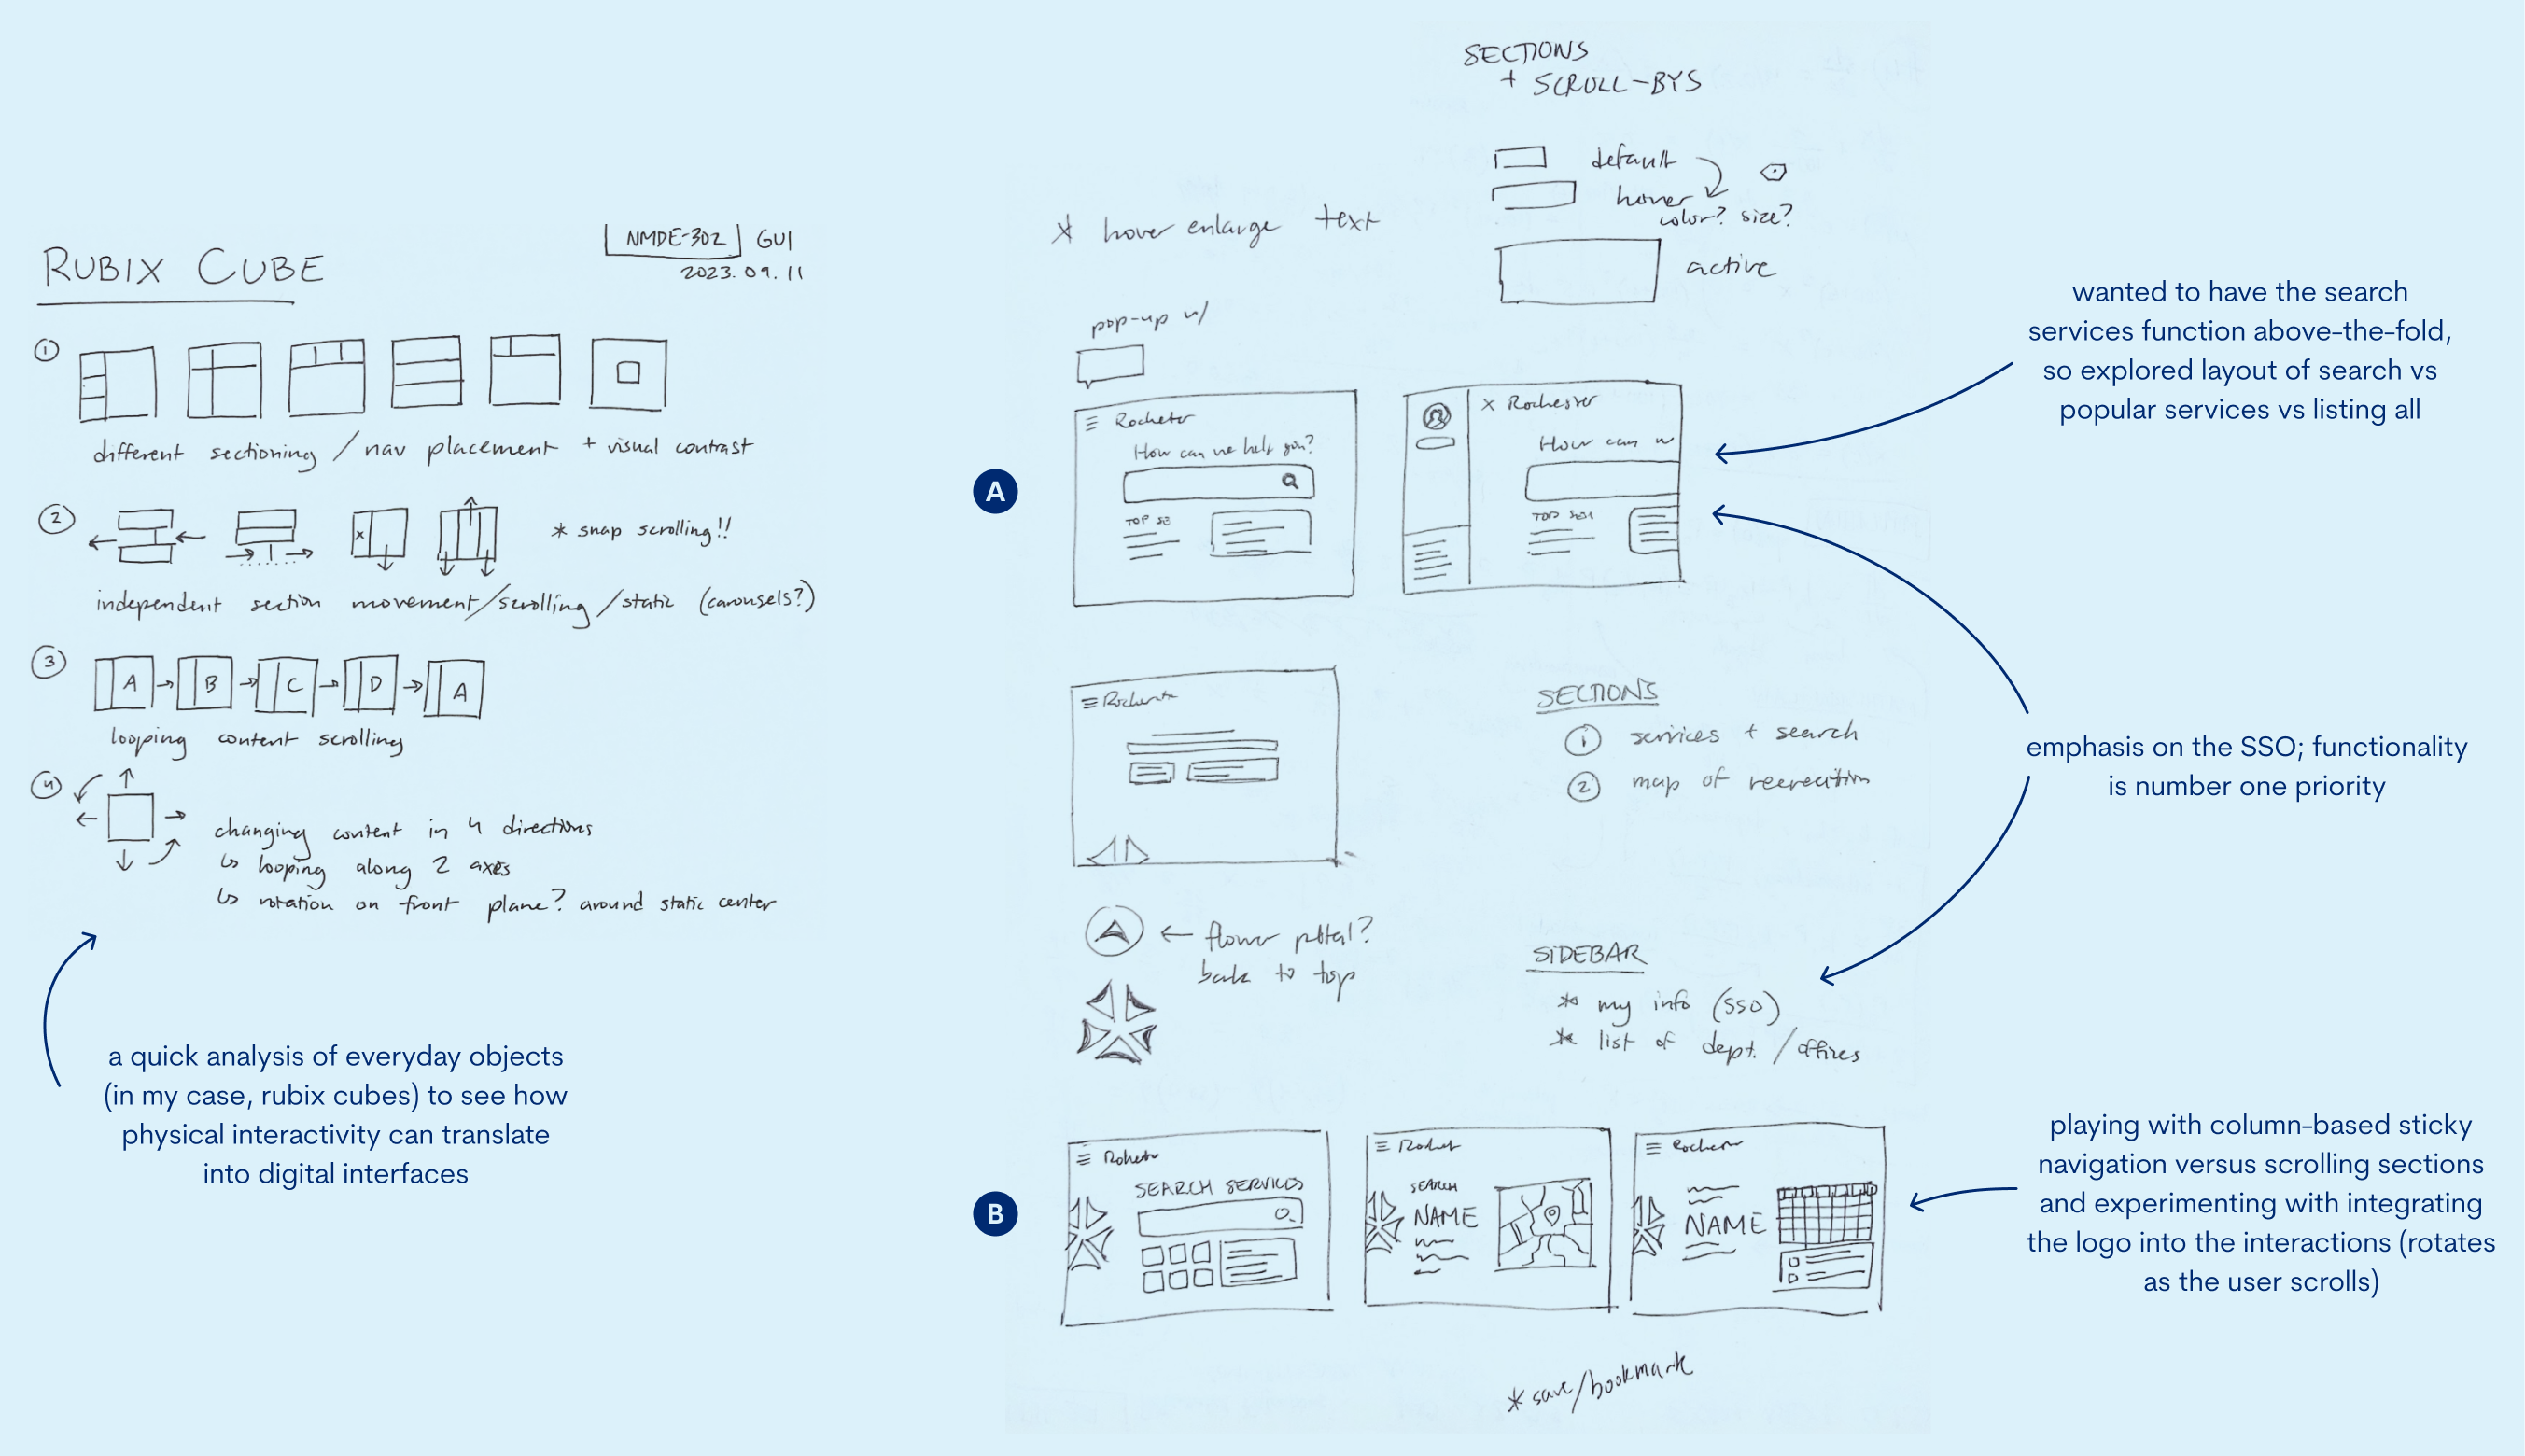 RUBIX CUBE
NMDE-302 GUI
2023.09.11
1
different sectioning / nav placement + visual contrast
2
x
* snap scrolling!!
independent section movement/scrolling/static (carousels?)
3
A B C D A
looping content scrolling
4
changing content in 4 directions
↳ looping along 2 axes
↳ rotation on front plane? around static center
a quick analysis of everyday objects
(in my case, rubix cubes) to see how
physical interactivity can translate
into digital interfaces
SECTIONS
+ SCROLL-BYS
default
hover
color? size?
active
* hover enlarge text
pop-up w/
A
Rochester
How can we help you?
TOP SE
X Rochester
How can w
TOP SER
wanted to have the search
services function above-the-fold,
so explored layout of search vs
popular services vs listing all
Rochester
SECTIONS
1 services + search
2 map of recreation
emphasis on the SSO; functionality
is number one priority
← flower petal?
back to top
SIDEBAR
* my info (SSO)
* list of dept./offices
B
Rochester
SEARCH SERVICES
Rochester
SEARCH
NAME
Rochester
NAME
playing with column-based sticky
navigation versus scrolling sections
and experimenting with integrating
the logo into the interactions (rotates
as the user scrolls)
* save/bookmark